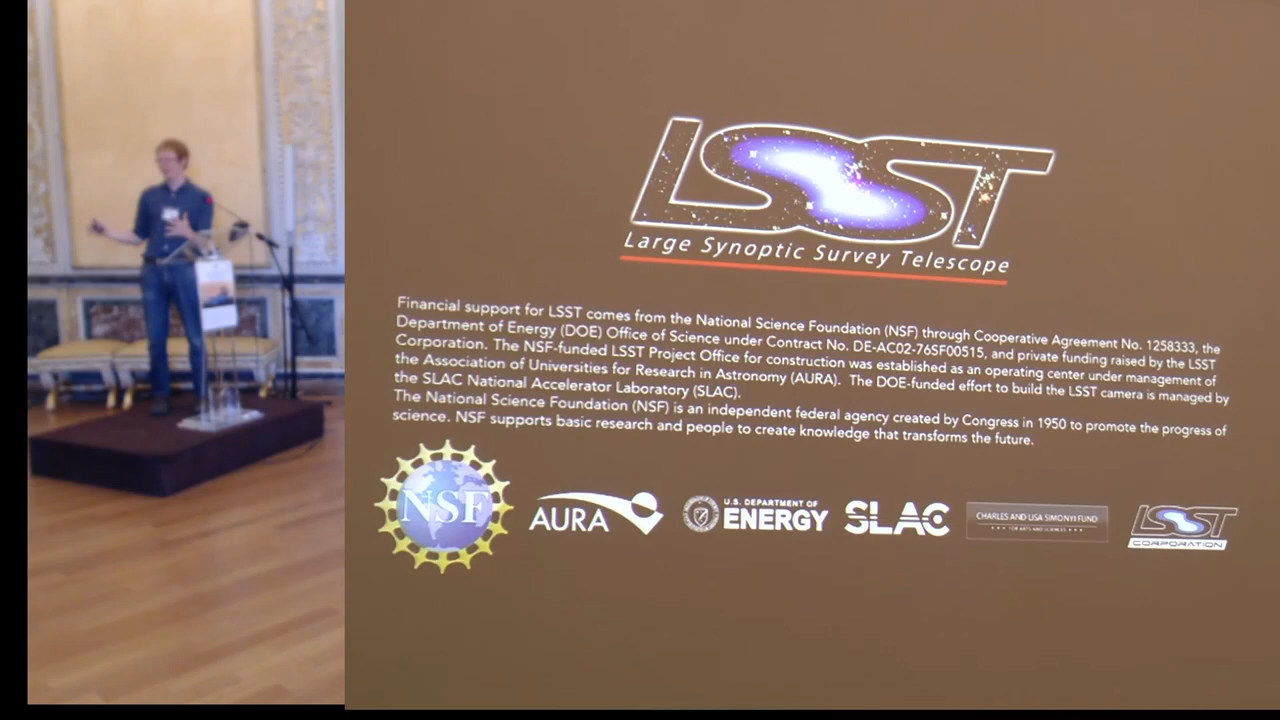 LSST
Large Synoptic Survey Telescope
Financial support for LSST comes from the National Science Foundation (NSF) through Cooperative Agreement No. 1258333, the
Department of Energy (DOE) Office of Science under Contract No. DE-AC02-76SF00515, and private funding raised by the LSST
Corporation. The NSF-funded LSST Project Office for construction was established as an operating center under management of
the Association of Universities for Research in Astronomy (AURA). The DOE-funded effort to build the LSST camera is managed by
the SLAC National Accelerator Laboratory (SLAC).
The National Science Foundation (NSF) is an independent federal agency created by Congress in 1950 to promote the progress of
science. NSF supports basic research and people to create knowledge that transforms the future.
NSF
AURA
U.S. DEPARTMENT OF
ENERGY
SLAC
CHARLES AND LISA SIMONYI FUND
FOR ARTS AND SCIENCES
LSST
CORPORATION